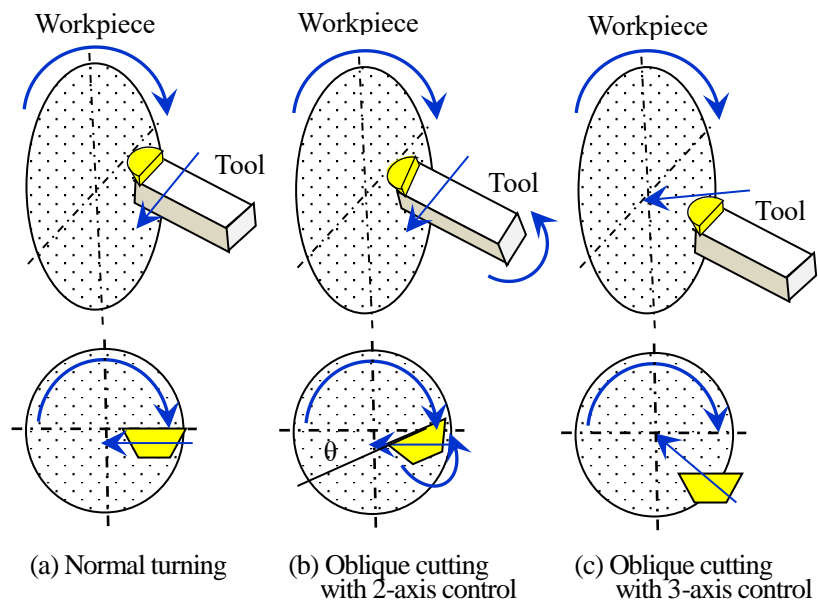 Workpiece
Workpiece
Workpiece
Tool
Tool
Tool
θ
(a) Normal turning
(b) Oblique cutting
with 2-axis control
(c) Oblique cutting
with 3-axis control